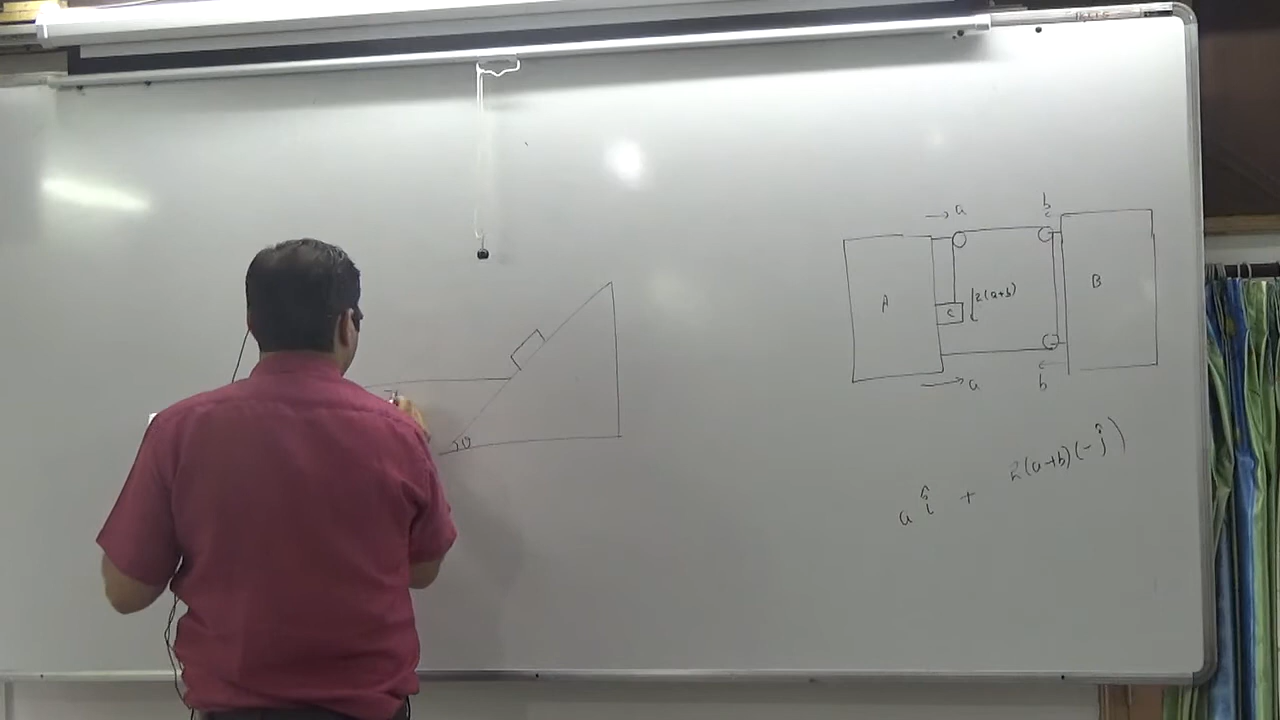 θ
→ a
b
A
B
c
2(a+b)
→ a
b
a î + 2(a+b)(-ĵ)